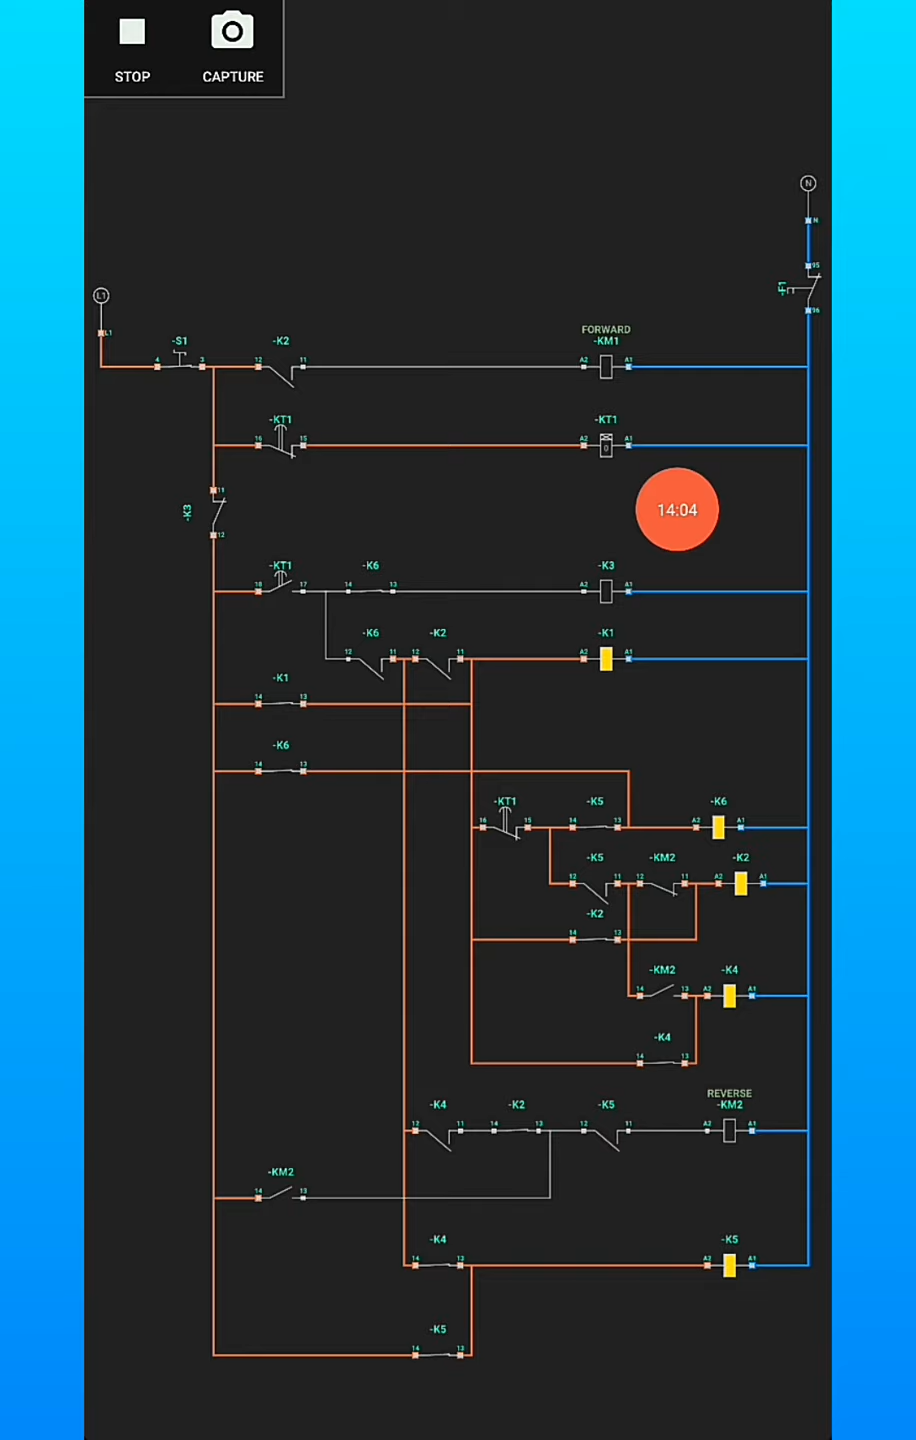 STOP CAPTURE
N
N
95
-F1
96
L1
L1
FORWARD
-S1 -K2 -KM1
4 3 12 11 A2 A1
-KT1 -KT1
16 15 A2 0 A1
11
-K3
12
14:04
-KT1 -K6 -K3
18 17 14 13 A2 A1
-K6 -K2 -K1
12 11 12 11 A2 A1
-K1
14 13
-K6
14 13
-KT1 -K5 -K6
16 15 14 13 A2 A1
-K5 -KM2 -K2
12 11 12 11 A2 A1
-K2
14 13
-KM2 -K4
14 13 A2 A1
-K4
14 13
REVERSE
-K4 -K2 -K5 -KM2
12 11 14 13 12 11 A2 A1
-KM2
14 13
-K4 -K5
14 13 A2 A1
-K5
14 13